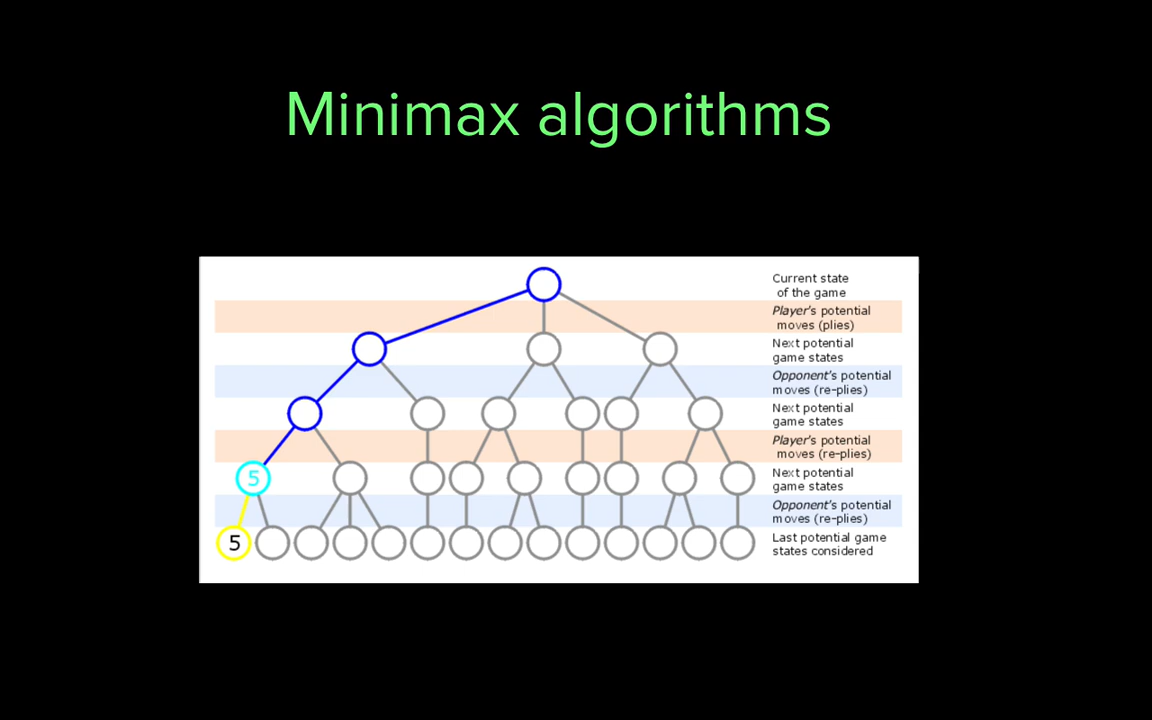 Minimax algorithms
Current state
of the game
Player's potential
moves (plies)
Next potential
game states
Opponent's potential
moves (re-plies)
Next potential
game states
Player's potential
moves (re-plies)
5
Next potential
game states
Opponent's potential
moves (re-plies)
5
Last potential game
states considered